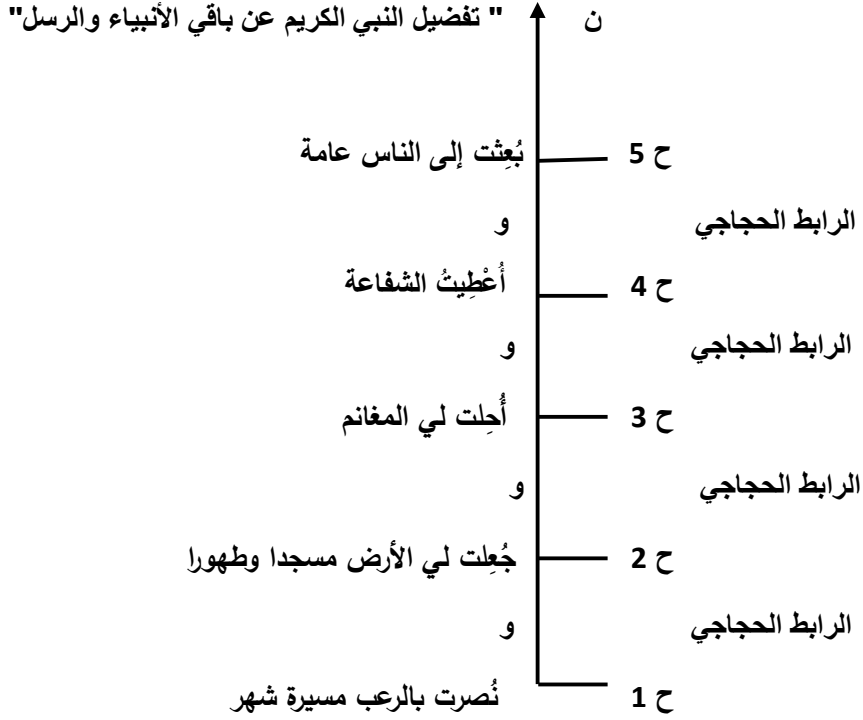 ن " تفضيل النبي الكريم عن باقي الأنبياء والرسل"
ح 5 بُعِثت إلى الناس عامة
الرابط الحجاجي و
ح 4 أُعْطِيتُ الشفاعة
الرابط الحجاجي و
ح 3 أُحِلت لي المغانم
الرابط الحجاجي و
ح 2 جُعِلت لي الأرض مسجدا وطهورا
الرابط الحجاجي و
ح 1 نُصرت بالرعب مسيرة شهر